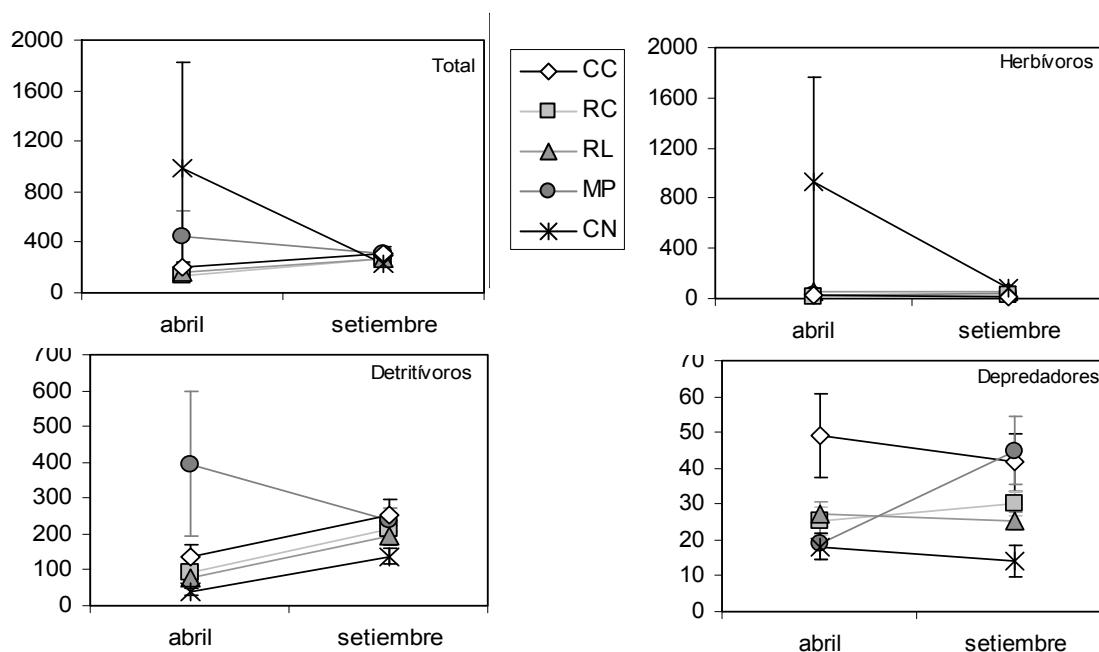 2000
1600
1200
800
400
0
Total
abril
setiembre
CC
RC
RL
MP
CN
2000
1600
1200
800
400
0
Herbívoros
abril
setiembre
700
600
500
400
300
200
100
0
Detritívoros
abril
setiembre
70
60
50
40
30
20
10
0
Depredadores
abril
setiembre